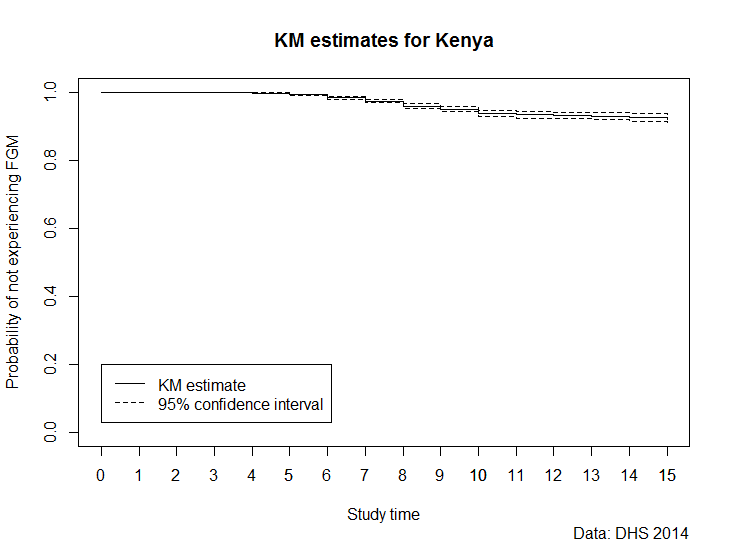 KM estimates for Kenya
Probability of not experiencing FGM
1.0
0.8
0.6
0.4
0.2
0.0
KM estimate
95% confidence interval
0 1 2 3 4 5 6 7 8 9 10 11 12 13 14 15
Study time
Data: DHS 2014